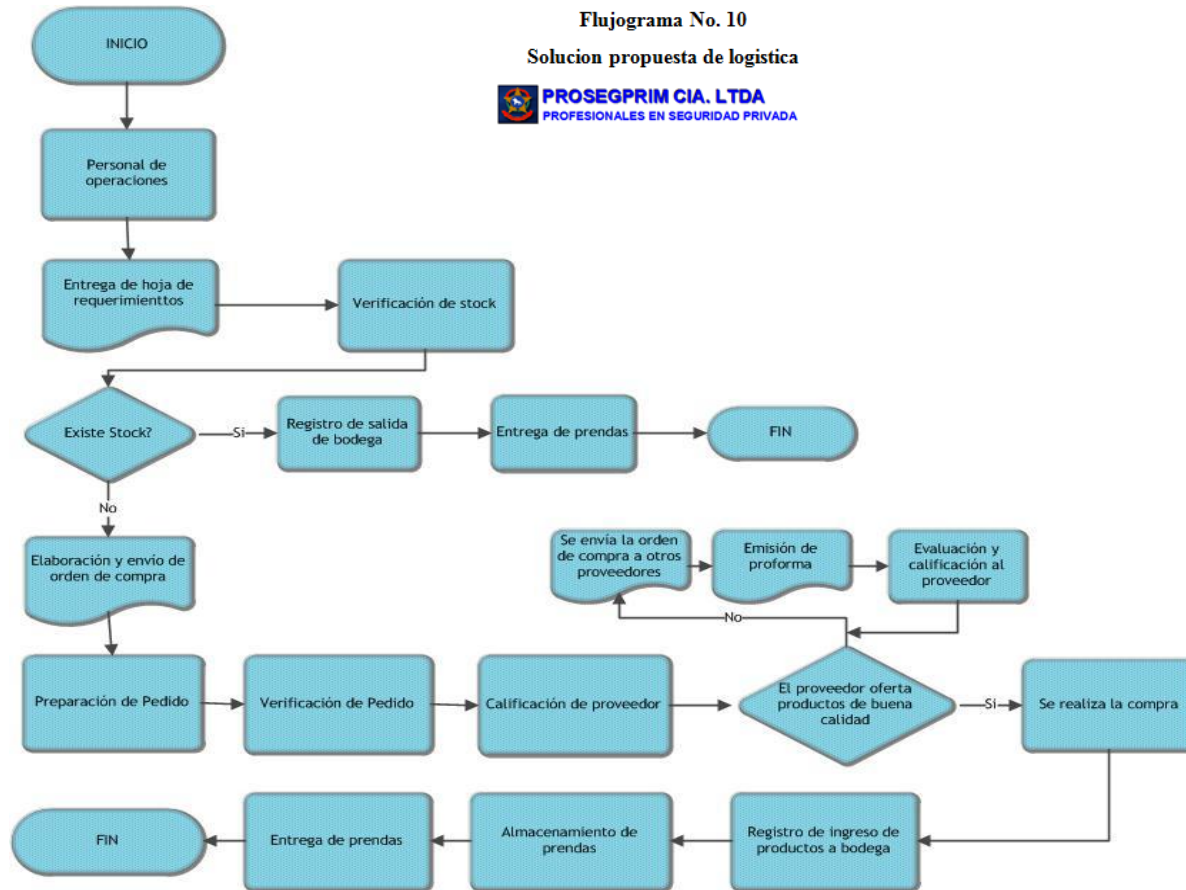 Flujograma No. 10
Solucion propuesta de logistica
PROSEGPRIM CIA. LTDA
PROFESIONALES EN SEGURIDAD PRIVADA
INICIO
Personal de
operaciones
Entrega de hoja de
requerimienttos
Verificación de stock
Existe Stock?
Si
Registro de salida
de bodega
Entrega de prendas
FIN
No
Elaboración y envío de
orden de compra
Se envía la orden
de compra a otros
proveedores
Emisión de
proforma
Evaluación y
calificación al
proveedor
No
Preparación de Pedido
Verificación de Pedido
Calificación de proveedor
El proveedor oferta
productos de buena
calidad
Sí
Se realiza la compra
FIN
Entrega de prendas
Almacenamiento de
prendas
Registro de ingreso de
productos a bodega